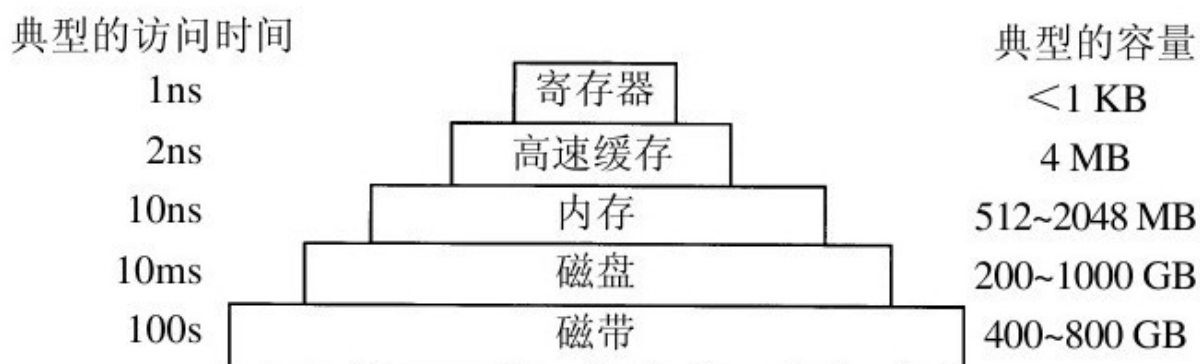 典型的访问时间 典型的容量
1ns 寄存器 <1 KB
2ns 高速缓存 4 MB
10ns 内存 512~2048 MB
10ms 磁盘 200~1000 GB
100s 磁带 400~800 GB